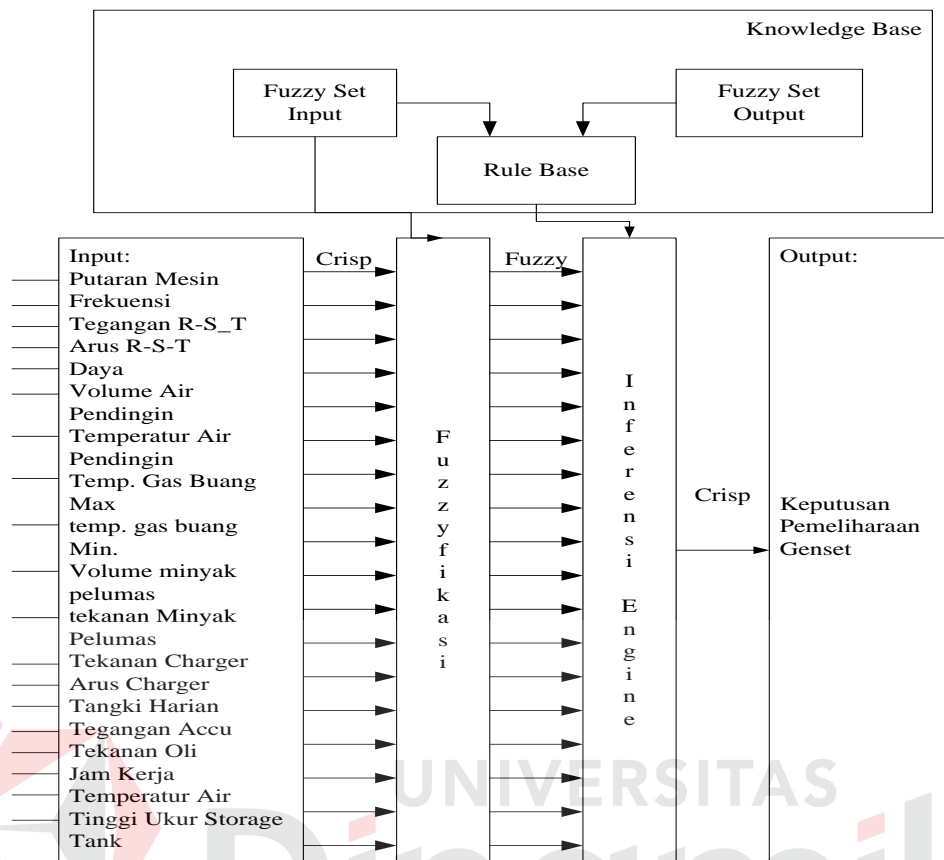 Knowledge Base
Fuzzy Set
Input
Fuzzy Set
Output
Rule Base
Input:
Putaran Mesin
Frekuensi
Tegangan R-S_T
Arus R-S-T
Daya
Volume Air
Pendingin
Temperatur Air
Pendingin
Temp. Gas Buang
Max
temp. gas buang
Min.
Volume minyak
pelumas
tekanan Minyak
Pelumas
Tekanan Charger
Arus Charger
Tangki Harian
Tegangan Accu
Tekanan Oli
Jam Kerja
Temperatur Air
Tinggi Ukur Storage
Tank
Crisp
Fuzzyfikasi
Fuzzy
Inferensi Engine
Crisp
Output:
Keputusan
Pemeliharaan
Genset
UNIVERSITAS